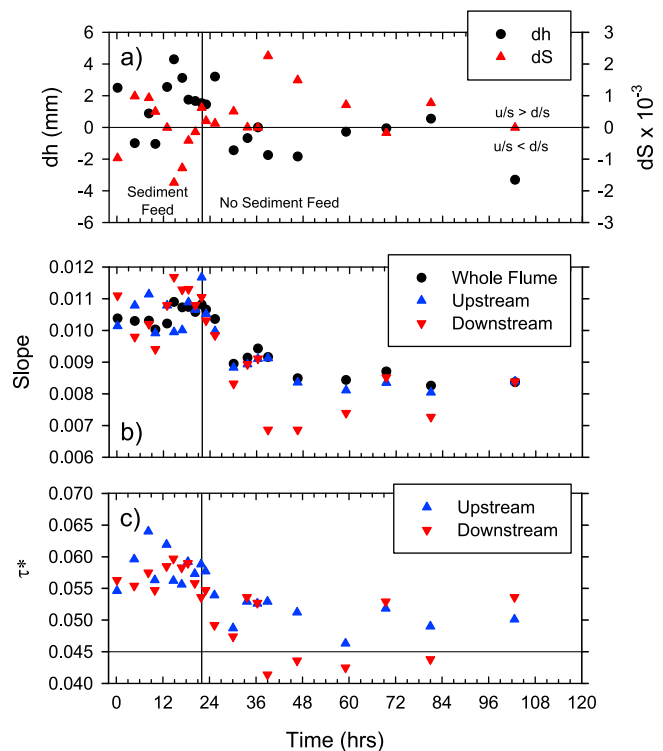 a)
dh
dS
dh (mm)
6
4
2
0
-2
-4
-6
dS x 10⁻³
3
2
1
0
-1
-2
-3
u/s > d/s
u/s < d/s
Sediment
Feed
No Sediment Feed
b)
Whole Flume
Upstream
Downstream
Slope
0.012
0.011
0.010
0.009
0.008
0.007
0.006
c)
Upstream
Downstream
τ*
0.070
0.065
0.060
0.055
0.050
0.045
0.040
0 12 24 36 48 60 72 84 96 108 120
Time (hrs)